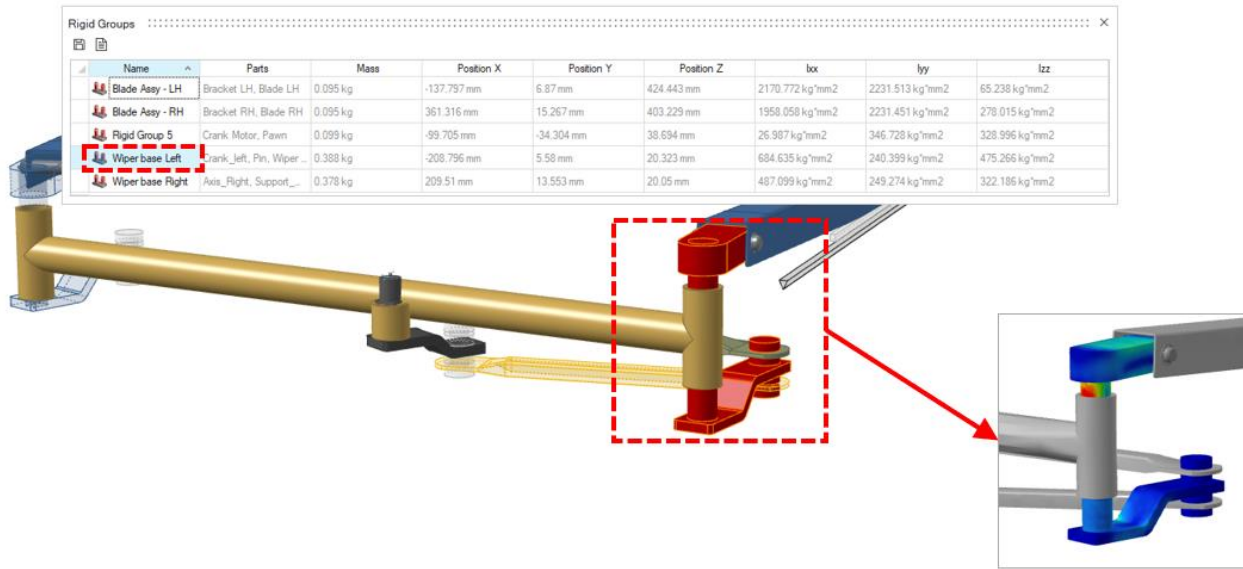 Rigid Groups
Name Parts Mass Position X Position Y Position Z Ixx Iyy Izz
Blade Assy - LH Bracket LH, Blade LH 0.095 kg -137.797 mm 6.87 mm 424.443 mm 2170.772 kg*mm2 2231.513 kg*mm2 65.238 kg*mm2
Blade Assy - RH Bracket RH, Blade RH 0.095 kg 361.316 mm 15.267 mm 403.229 mm 1958.058 kg*mm2 2231.451 kg*mm2 278.015 kg*mm2
Rigid Group 5 Crank Motor, Pawn 0.099 kg -99.705 mm -34.304 mm 38.694 mm 26.987 kg*mm2 346.728 kg*mm2 328.996 kg*mm2
Wiper base Left Crank_left, Pin, Wiper ... 0.388 kg -208.796 mm 5.58 mm 20.323 mm 684.635 kg*mm2 240.399 kg*mm2 475.266 kg*mm2
Wiper base Right Axis_Right, Support_... 0.378 kg 209.51 mm 13.553 mm 20.05 mm 487.099 kg*mm2 249.274 kg*mm2 322.186 kg*mm2